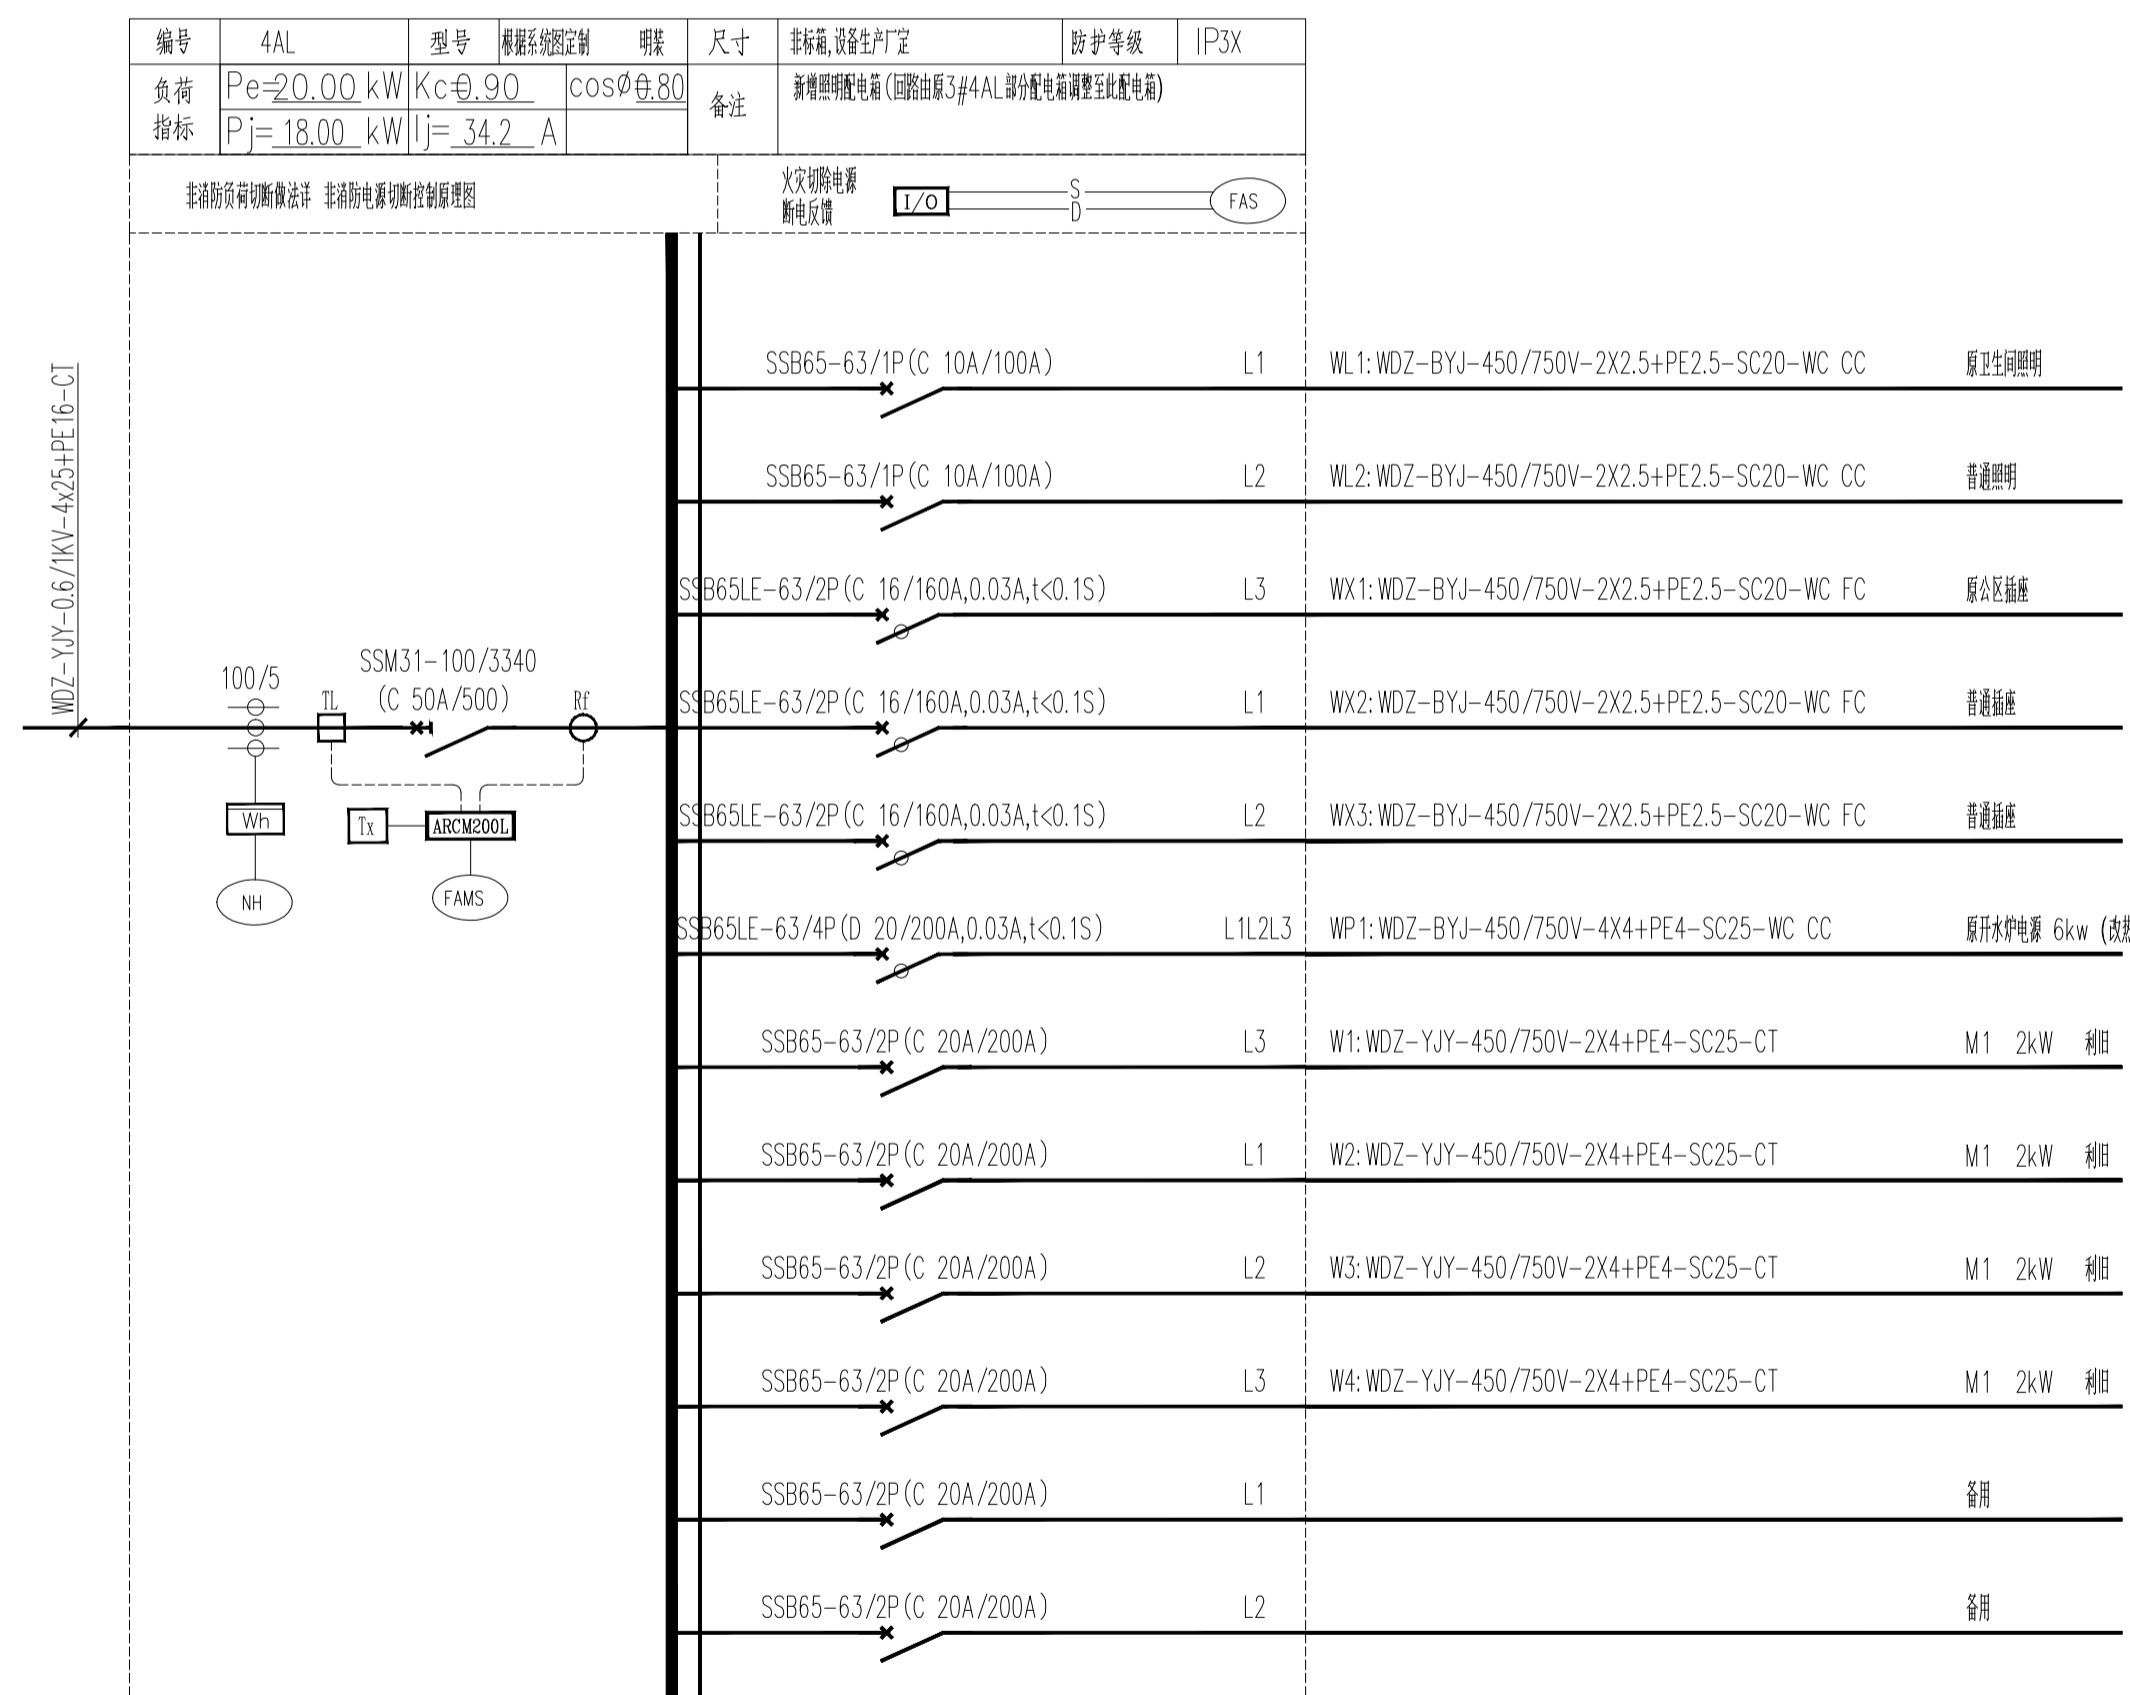 编号 4AL 型号 根据系统图定制 明装 尺寸 非标箱,设备生产厂定 防护等级 IP3X
负荷指标 Pe=20.00 kW Kc=0.90 cosØ=0.80 备注 新增照明配电箱(回路由原3#4AL部分配电箱调整至此配电箱)
Pj= 18.00 kW Ij= 34.2 A
非消防负荷切断做法详 非消防电源切断控制原理图
火灾切除电源
断电反馈
I/O S D FAS
WDZ-YJY-0.6/1KV-4x25+PE16-CT
100/5
TL
SSM31-100/3340
(C 50A/500)
Rf
Wh
Tx
ARCM200L
NH
FAMS
SSB65-63/1P(C 10A/100A) L1 WL1:WDZ-BYJ-450/750V-2X2.5+PE2.5-SC20-WC CC 原卫生间照明
SSB65-63/1P(C 10A/100A) L2 WL2:WDZ-BYJ-450/750V-2X2.5+PE2.5-SC20-WC CC 普通照明
SSB65LE-63/2P(C 16/160A,0.03A,t<0.1S) L3 WX1:WDZ-BYJ-450/750V-2X2.5+PE2.5-SC20-WC FC 原公区插座
SSB65LE-63/2P(C 16/160A,0.03A,t<0.1S) L1 WX2:WDZ-BYJ-450/750V-2X2.5+PE2.5-SC20-WC FC 普通插座
SSB65LE-63/2P(C 16/160A,0.03A,t<0.1S) L2 WX3:WDZ-BYJ-450/750V-2X2.5+PE2.5-SC20-WC FC 普通插座
SSB65LE-63/4P(D 20/200A,0.03A,t<0.1S) L1L2L3 WP1:WDZ-BYJ-450/750V-4X4+PE4-SC25-WC CC 原开水炉电源 6kw (改
SSB65-63/2P(C 20A/200A) L3 W1:WDZ-YJY-450/750V-2X4+PE4-SC25-CT M1 2kW 利旧
SSB65-63/2P(C 20A/200A) L1 W2:WDZ-YJY-450/750V-2X4+PE4-SC25-CT M1 2kW 利旧
SSB65-63/2P(C 20A/200A) L2 W3:WDZ-YJY-450/750V-2X4+PE4-SC25-CT M1 2kW 利旧
SSB65-63/2P(C 20A/200A) L3 W4:WDZ-YJY-450/750V-2X4+PE4-SC25-CT M1 2kW 利旧
SSB65-63/2P(C 20A/200A) L1 备用
SSB65-63/2P(C 20A/200A) L2 备用